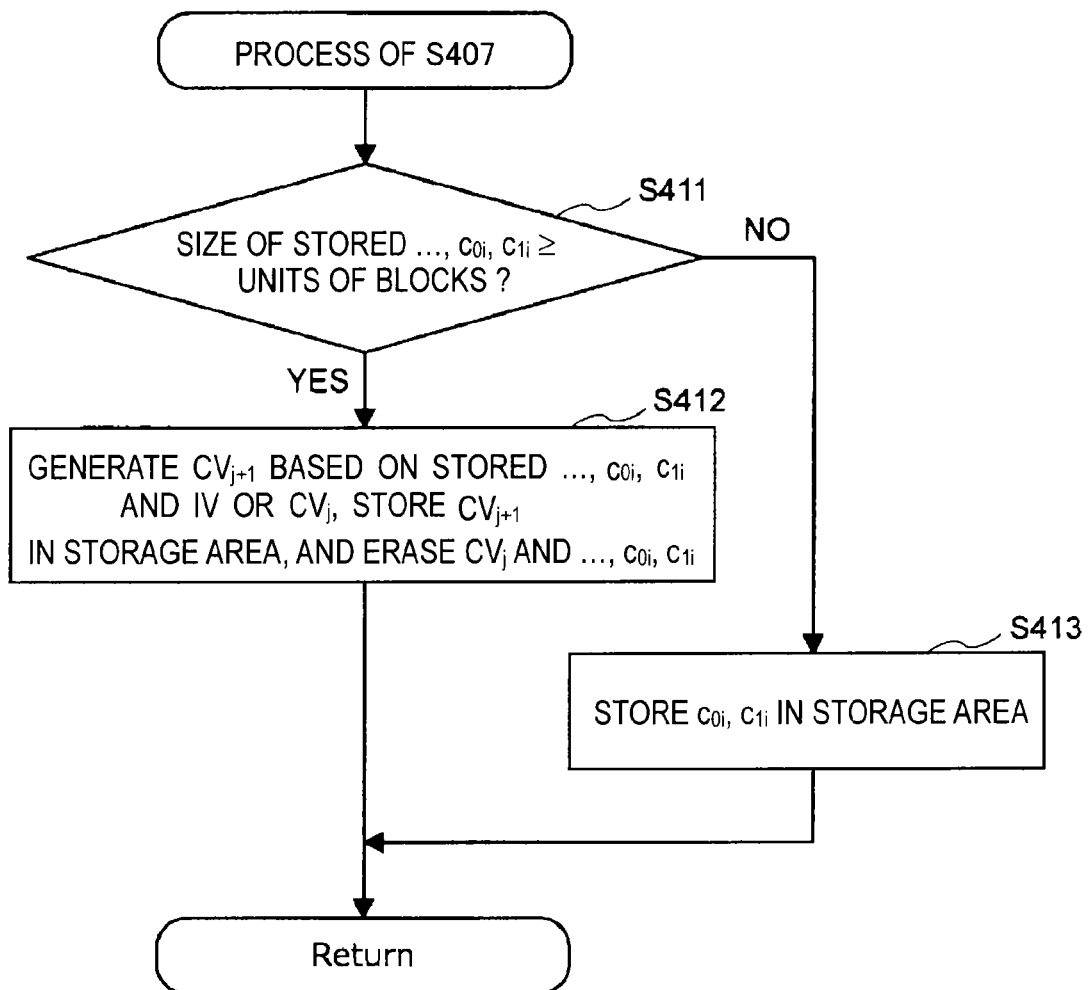 PROCESS OF S407
S411
SIZE OF STORED ..., c0i, c1i ≥
UNITS OF BLOCKS ?
NO
YES
S412
GENERATE CVj+1 BASED ON STORED ..., c0i, c1i
AND IV OR CVj, STORE CVj+1
IN STORAGE AREA, AND ERASE CVj AND ..., c0i, c1i
S413
STORE c0i, c1i IN STORAGE AREA
Return